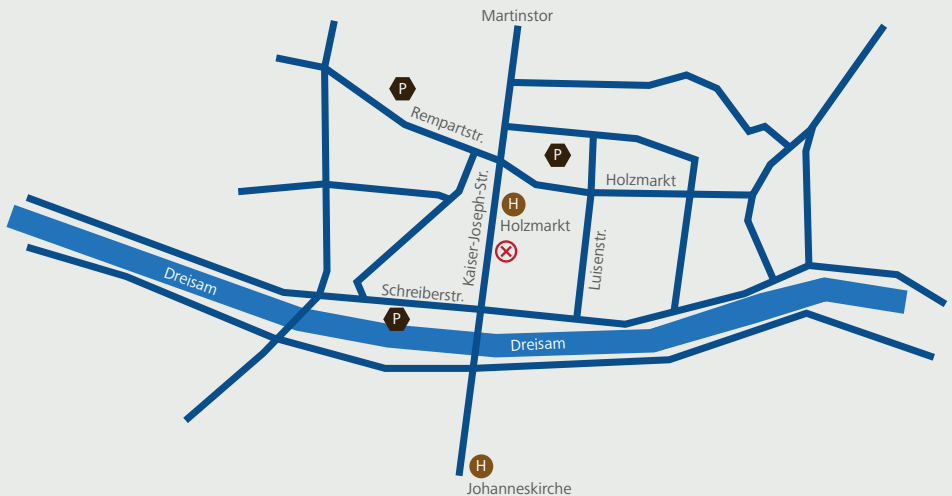 Martinstor
P
Rempartstr.
P
Holzmarkt
H
Holzmarkt
Kaiser-Joseph-Str.
Luisenstr.
Dreisam
Schreiberstr.
P
Dreisam
H
Johanneskirche